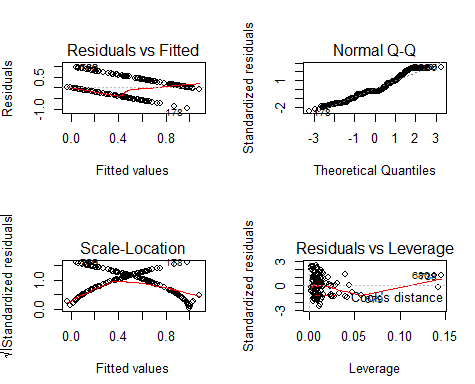 Residuals vs Fitted
Residuals
-1.0 0.5
178
0.0 0.4 0.8
Fitted values
Normal Q-Q
Standardized residuals
-2 1
178
-3 -2 -1 0 1 2 3
Theoretical Quantiles
Scale-Location
√|Standardized residuals|
0.0 1.0
0.0 0.4 0.8
Fitted values
Residuals vs Leverage
Standardized residuals
-3 0 3
Cook's distance
0.00 0.05 0.10 0.15
Leverage